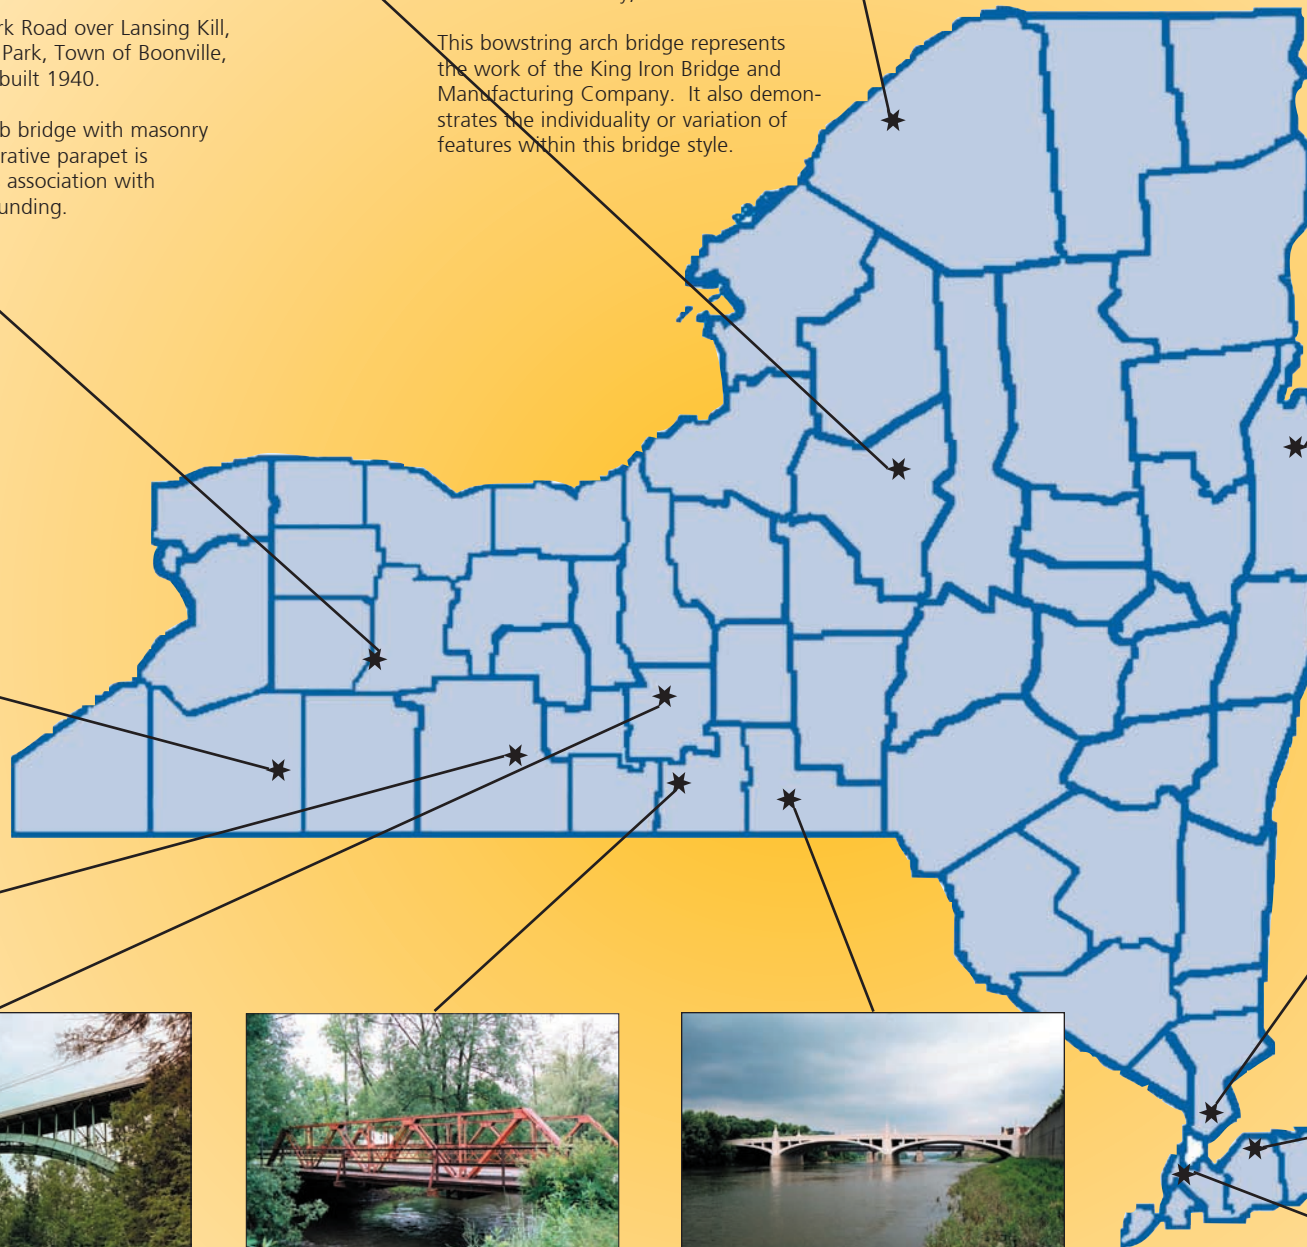 rk Road over Lansing Kill,
Park, Town of Boonville,
built 1940.
b bridge with masonry
rative parapet is
association with
unding.
This bowstring arch bridge represents
the work of the King Iron Bridge and
Manufacturing Company. It also demon-
strates the individuality or variation of
features within this bridge style.